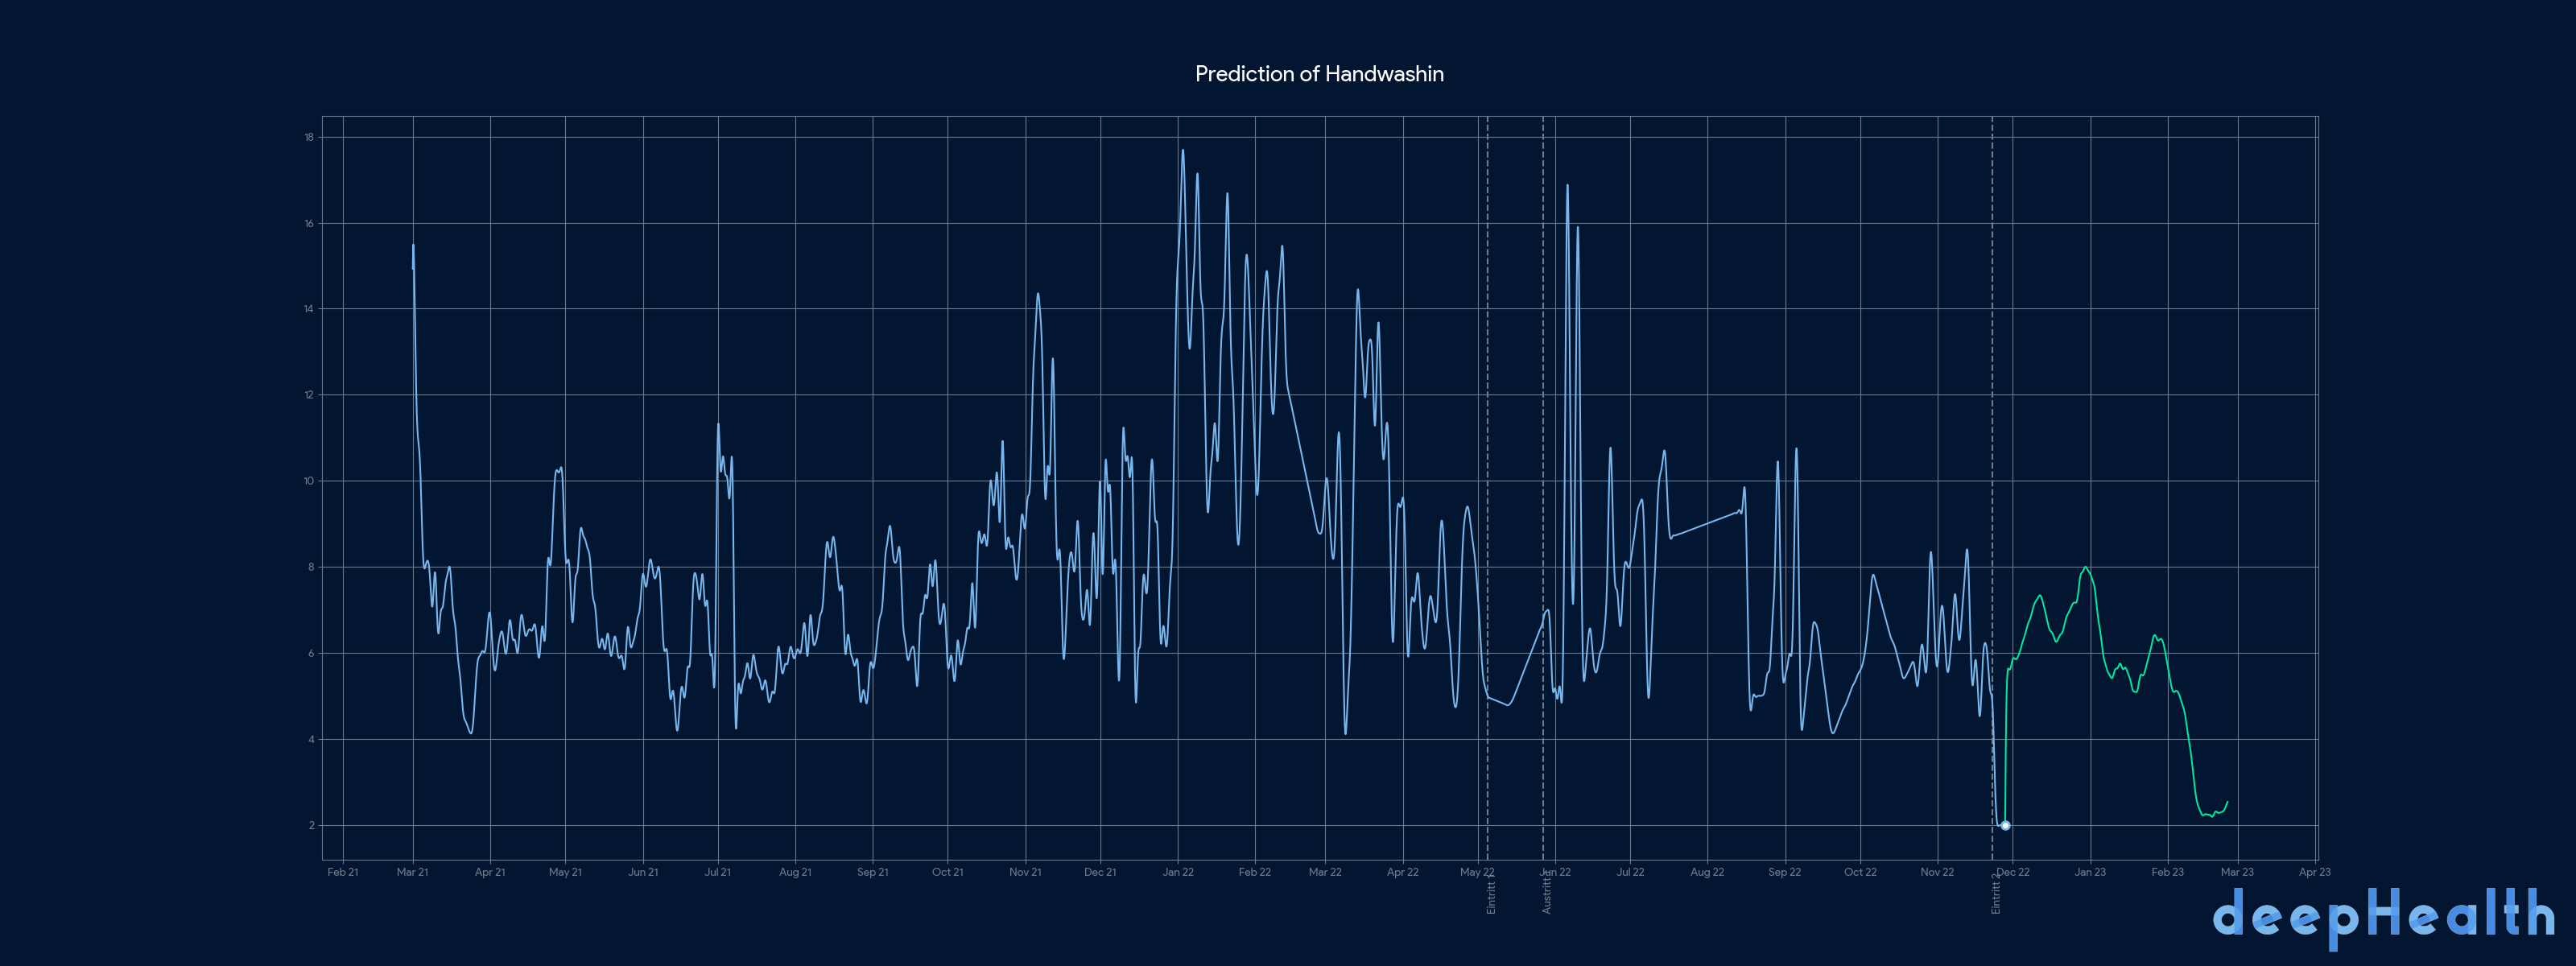 Prediction of Handwashin
18
16
14
12
10
8
6
4
2
Feb 21
Mar 21
Apr 21
May 21
Jun 21
Jul 21
Aug 21
Sep 21
Oct 21
Nov 21
Dec 21
Jan 22
Feb 22
Mar 22
Apr 22
May 22
Jun 22
Jul 22
Aug 22
Sep 22
Oct 22
Nov 22
Dec 22
Jan 23
Feb 23
Mar 23
Apr 23
Eintritt
Austritt
Eintritt 2
deepHealth